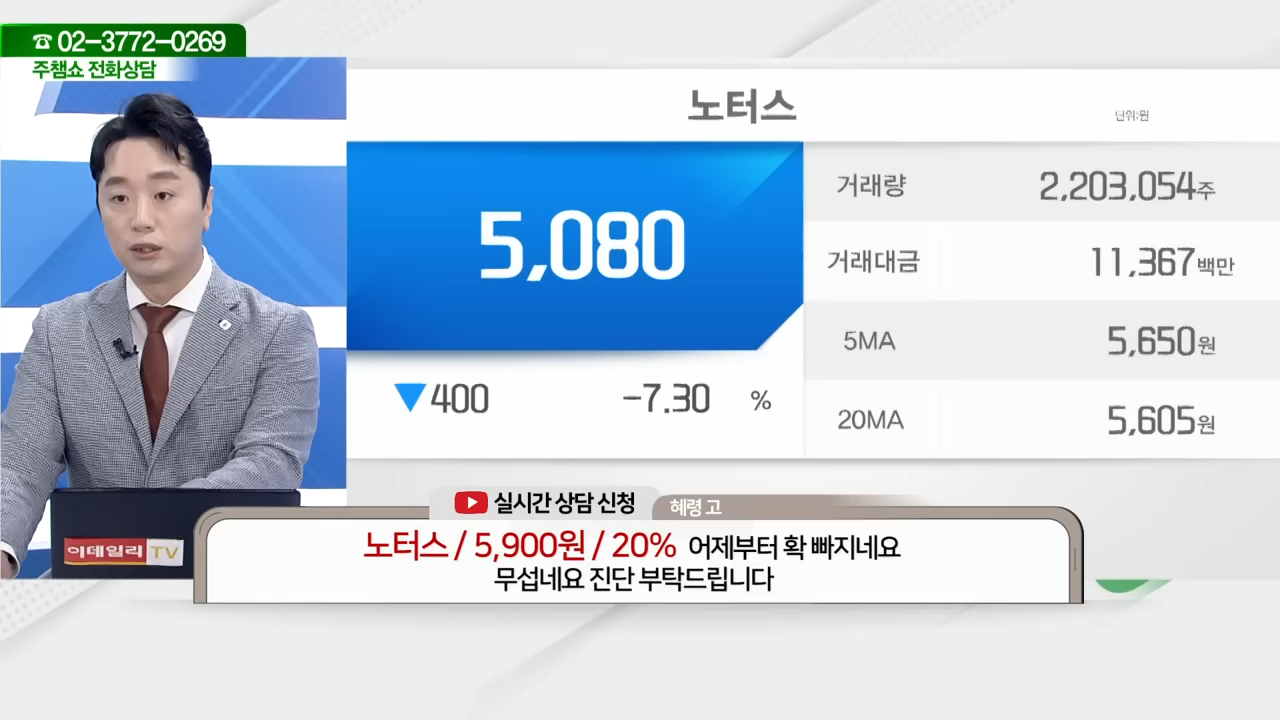 ☎ 02-3772-0269
주챔쇼 전화상담
노터스
단위:원
5,080
▼400 -7.30 %
거래량 2,203,054주
거래대금 11,367백만
5MA 5,650원
20MA 5,605원
이데일리 TV
실시간 상담 신청 혜령 고
노터스 / 5,900원 / 20% 어제부터 확 빠지네요
무섭네요 진단 부탁드립니다